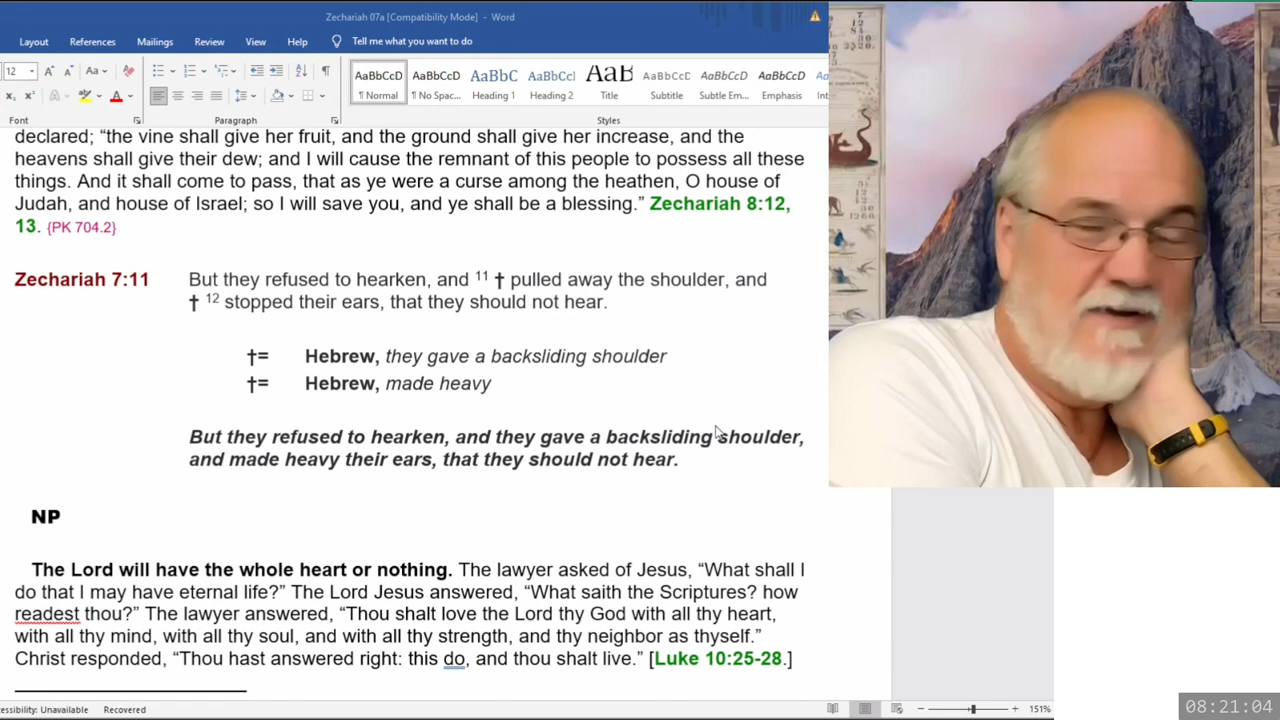 Zechariah 07a [Compatibility Mode] - Word
Layout References Mailings Review View Help Tell me what you want to do
12 Aa
AaBbCcD AaBbCcD AaBbC AaBbCcI AaB AaBbCcD AaBbCcD AaBbCcD
¶ Normal ¶ No Spac... Heading 1 Heading 2 Title Subtitle Subtle Em... Emphasis
Font Paragraph Styles
declared; “the vine shall give her fruit, and the ground shall give her increase, and the
heavens shall give their dew; and I will cause the remnant of this people to possess all these
things. And it shall come to pass, that as ye were a curse among the heathen, O house of
Judah, and house of Israel; so I will save you, and ye shall be a blessing.” Zechariah 8:12,
13. {PK 704.2}
Zechariah 7:11 But they refused to hearken, and 11 † pulled away the shoulder, and
† 12 stopped their ears, that they should not hear.
†= Hebrew, they gave a backsliding shoulder
†= Hebrew, made heavy
But they refused to hearken, and they gave a backsliding shoulder,
and made heavy their ears, that they should not hear.
NP
The Lord will have the whole heart or nothing. The lawyer asked of Jesus, “What shall I
do that I may have eternal life?” The Lord Jesus answered, “What saith the Scriptures? how
readest thou?” The lawyer answered, “Thou shalt love the Lord thy God with all thy heart,
with all thy mind, with all thy soul, and with all thy strength, and thy neighbor as thyself.”
Christ responded, “Thou hast answered right: this do, and thou shalt live.” [Luke 10:25-28.]
essibility: Unavailable Recovered 151%
08:21:04